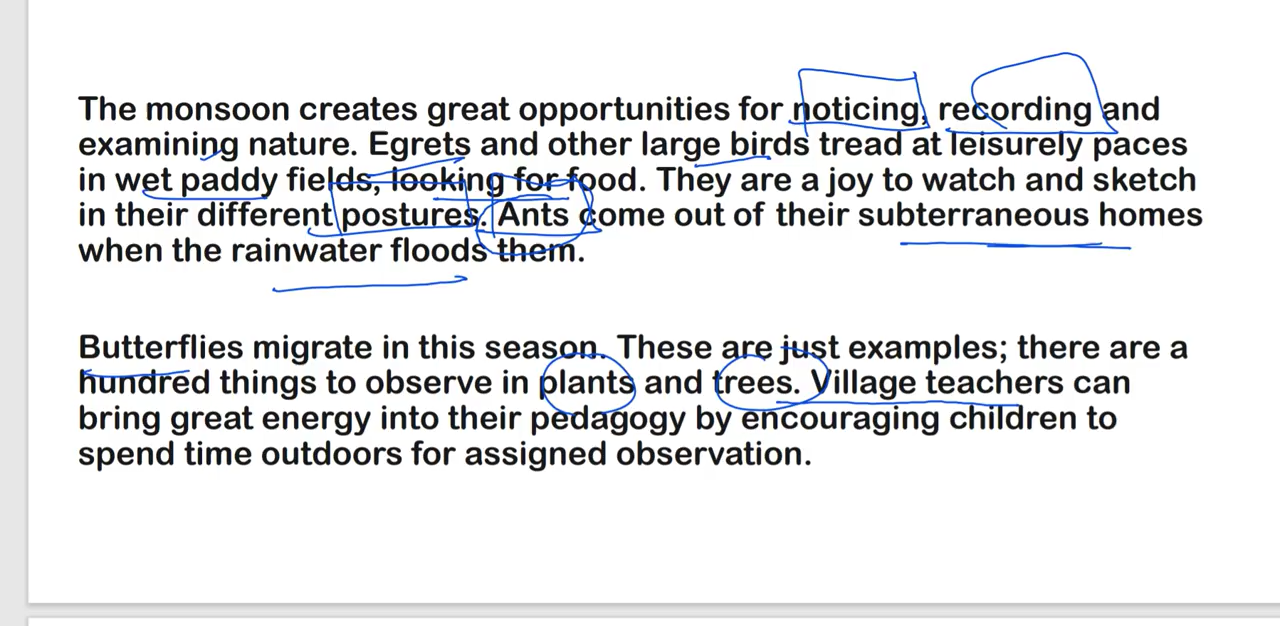 The monsoon creates great opportunities for noticing, recording and
examining nature. Egrets and other large birds tread at leisurely paces
in wet paddy fields, looking for food. They are a joy to watch and sketch
in their different postures. Ants come out of their subterraneous homes
when the rainwater floods them.
Butterflies migrate in this season. These are just examples; there are a
hundred things to observe in plants and trees. Village teachers can
bring great energy into their pedagogy by encouraging children to
spend time outdoors for assigned observation.